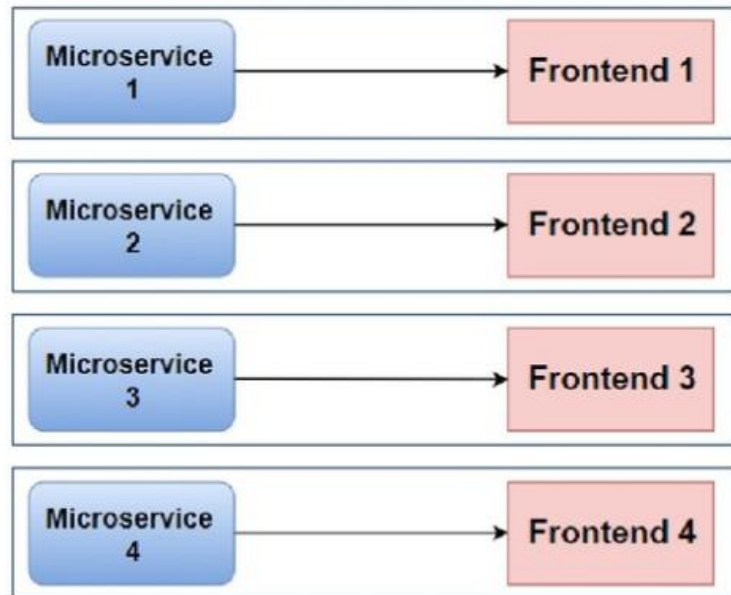 Microservice
1
Frontend 1
Microservice
2
Frontend 2
Microservice
3
Frontend 3
Microservice
4
Frontend 4